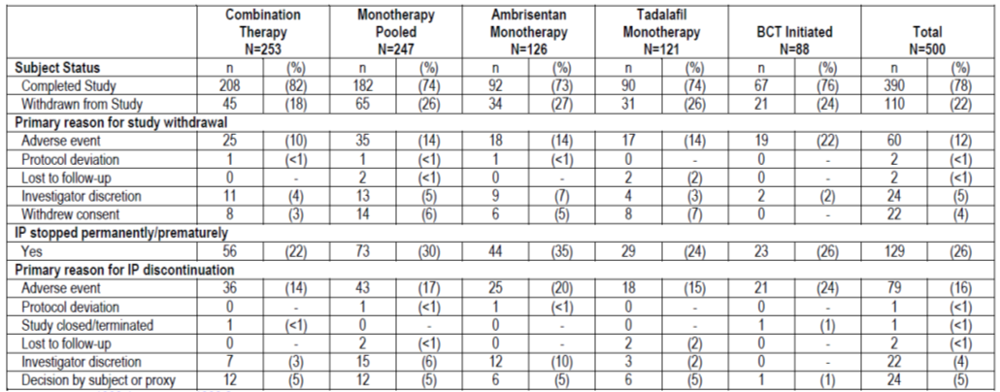 Combination Therapy N=253 Monotherapy Pooled N=247 Ambrisentan Monotherapy N=126 Tadalafil Monotherapy N=121 BCT Initiated N=88 Total N=500
Subject Status n (%) n (%) n (%) n (%) n (%) n (%)
Completed Study 208 (82) 182 (74) 92 (73) 90 (74) 67 (76) 390 (78)
Withdrawn from Study 45 (18) 65 (26) 34 (27) 31 (26) 21 (24) 110 (22)
Primary reason for study withdrawal
Adverse event 25 (10) 35 (14) 18 (14) 17 (14) 19 (22) 60 (12)
Protocol deviation 1 (<1) 1 (<1) 1 (<1) 0 - 0 - 2 (<1)
Lost to follow-up 0 - 2 (<1) 0 - 2 (2) 0 - 2 (<1)
Investigator discretion 11 (4) 13 (5) 9 (7) 4 (3) 2 (2) 24 (5)
Withdrew consent 8 (3) 14 (6) 6 (5) 8 (7) 0 - 22 (4)
IP stopped permanently/prematurely
Yes 56 (22) 73 (30) 44 (35) 29 (24) 23 (26) 129 (26)
Primary reason for IP discontinuation
Adverse event 36 (14) 43 (17) 25 (20) 18 (15) 21 (24) 79 (16)
Protocol deviation 0 - 1 (<1) 1 (<1) 0 - 0 - 1 (<1)
Study closed/terminated 1 (<1) 0 - 0 - 0 - 1 (1) 1 (<1)
Lost to follow-up 0 - 2 (<1) 0 - 2 (2) 0 - 2 (<1)
Investigator discretion 7 (3) 15 (6) 12 (10) 3 (2) 0 - 22 (4)
Decision by subject or proxy 12 (5) 12 (5) 6 (5) 6 (5) 1 (1) 24 (5)